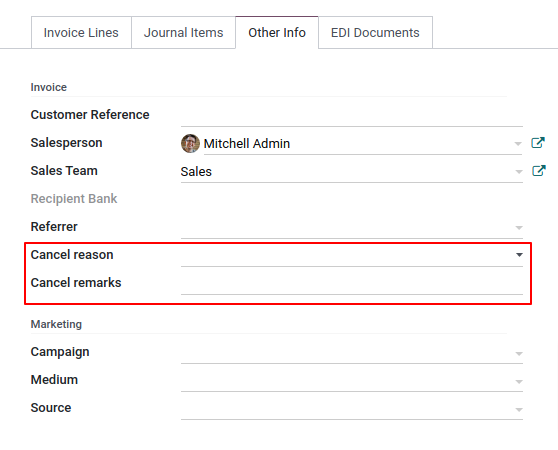 Invoice Lines Journal Items Other Info EDI Documents
Invoice
Customer Reference
Salesperson Mitchell Admin
Sales Team Sales
Recipient Bank
Referrer
Cancel reason
Cancel remarks
Marketing
Campaign
Medium
Source